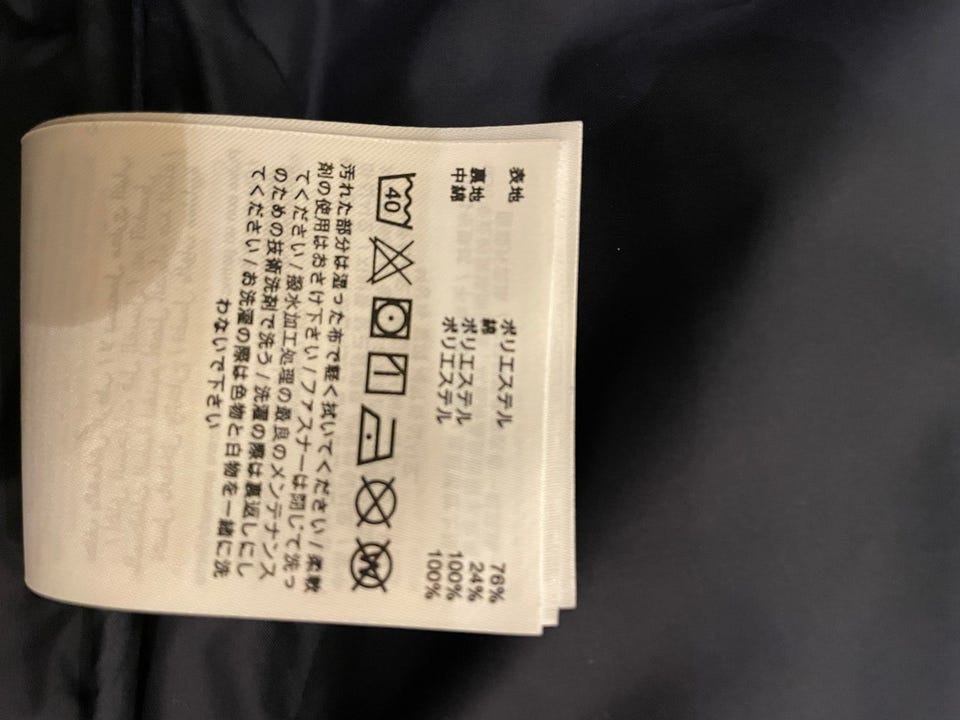 表地 ポリエステル 76%
綿 24%
裏地 ポリエステル 100%
中綿 ポリエステル 100%
40
汚れた部分は湿った布で軽く拭いてください/柔軟
剤の使用はおさけ下さい/ファスナーは閉じて洗っ
てください/撥水加工処理の最良のメンテナンス
のための技術洗剤で洗う/洗濯の際は裏返しにし
てください/お洗濯の際は色物と白物を一緒に洗
わないで下さい